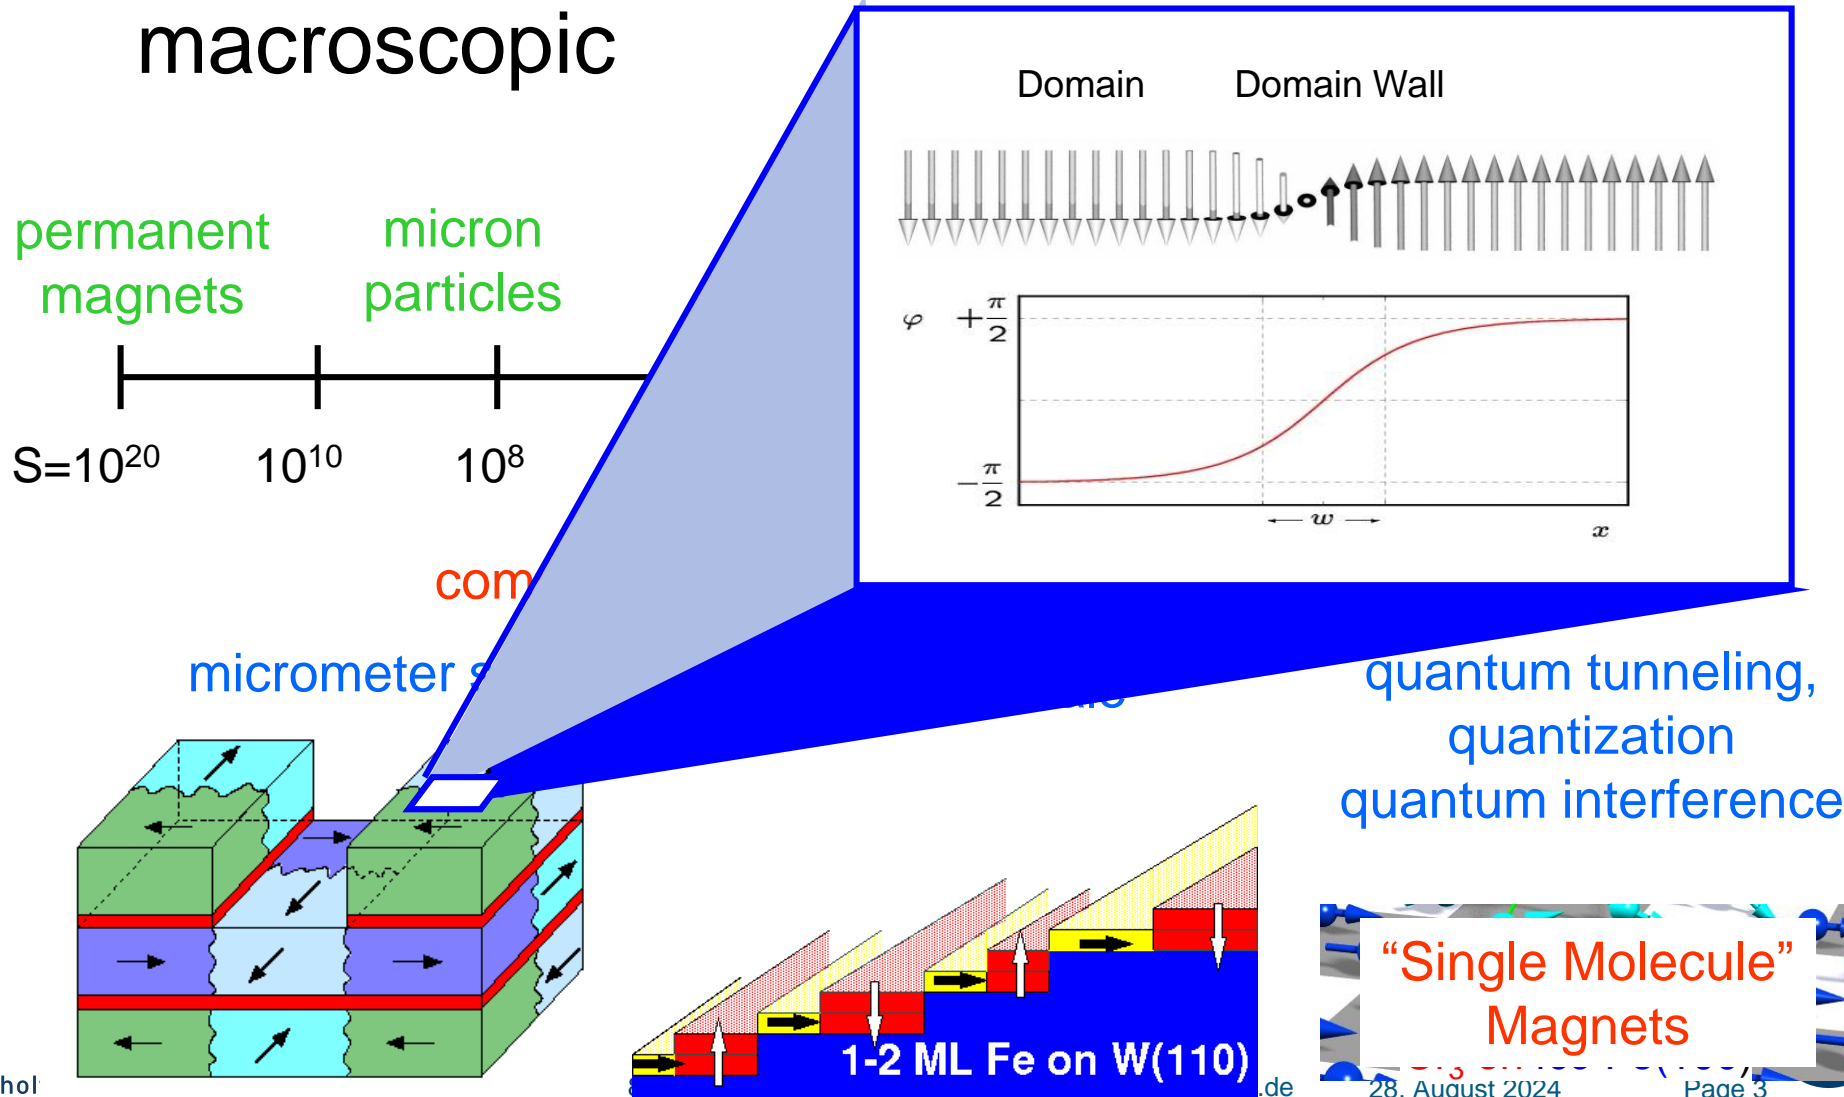 macroscopic
Domain Domain Wall
permanent
magnets
micron
particles
φ +π/2
-π/2
w
x
S=10²⁰ 10¹⁰ 10⁸
micrometer
quantum tunneling,
quantization
quantum interference
1-2 ML Fe on W(110)
“Single Molecule”
Magnets
.de 28. August 2024 Page 3